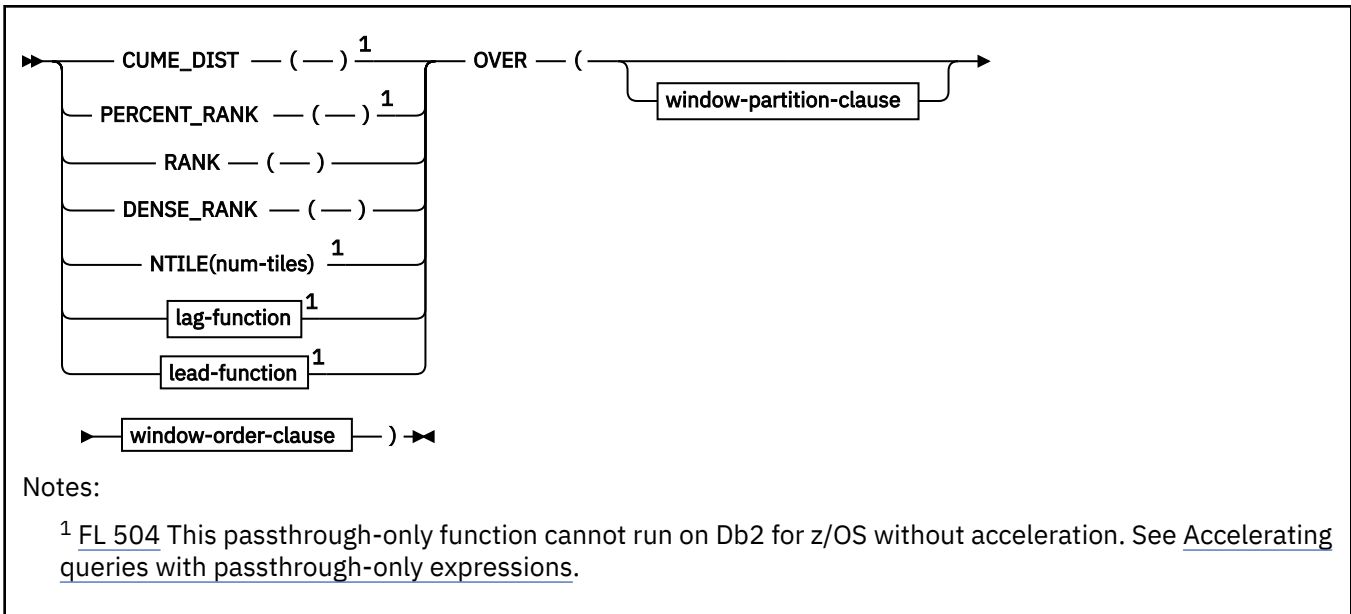 CUME_DIST ( ) 1 OVER (
window-partition-clause
PERCENT_RANK ( ) 1
RANK ( )
DENSE_RANK ( )
NTILE(num-tiles) 1
lag-function 1
lead-function 1
window-order-clause )
Notes:
1 FL 504 This passthrough-only function cannot run on Db2 for z/OS without acceleration. See Accelerating
queries with passthrough-only expressions.